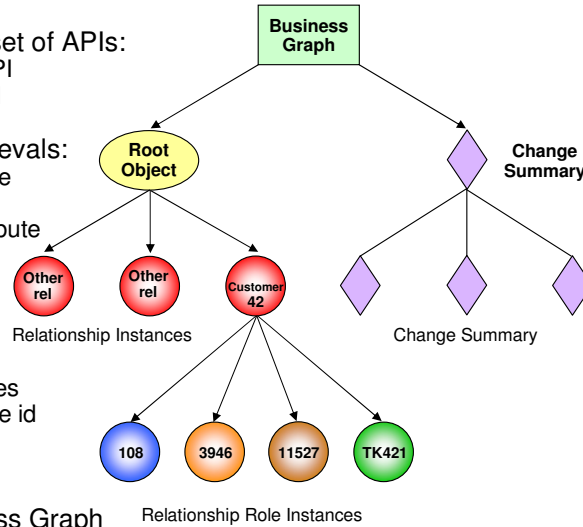 set of APIs:
PI
evals:
e
oute
es
e id
ss Graph
Business
Graph
Root
Object
Change
Summary
Other
rel
Other
rel
Customer
42
Relationship Instances
Change Summary
108
3946
11527
TK421
Relationship Role Instances